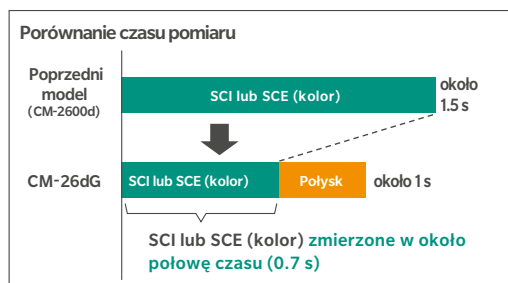 Porównanie czasu pomiaru
Poprzedni
model
(CM-2600d)
SCI lub SCE (kolor)
około
1.5 s
CM-26dG
SCI lub SCE (kolor)
Połysk
około 1 s
SCI lub SCE (kolor) zmierzone w około
połowę czasu (0.7 s)